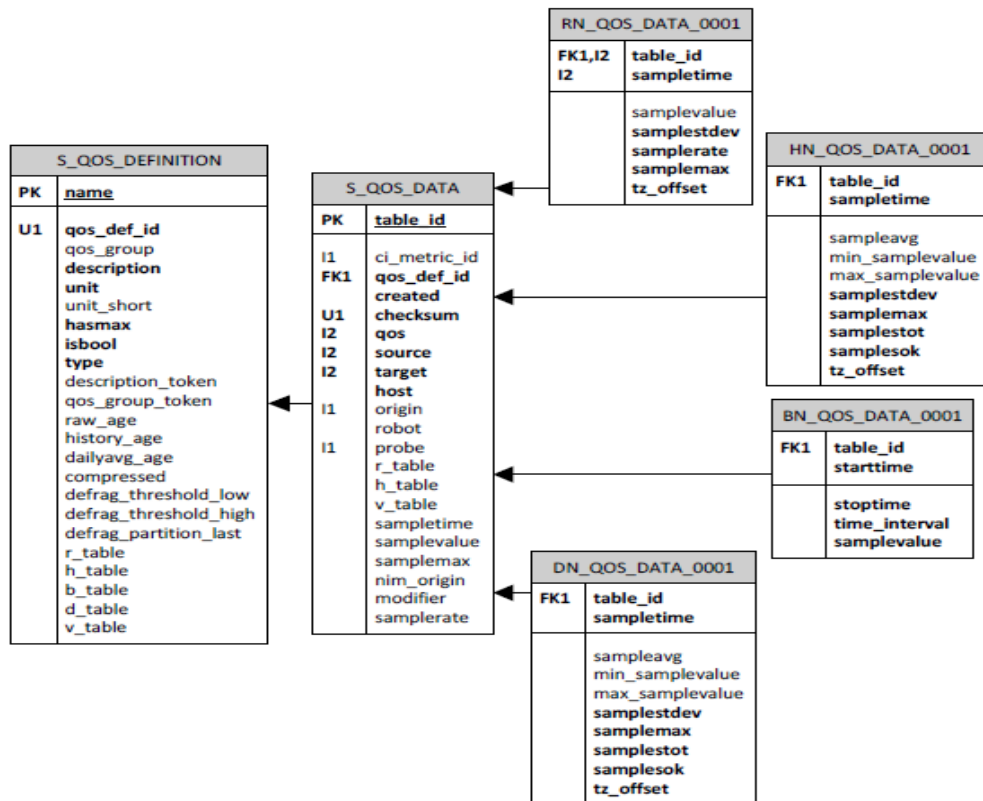 RN_QOS_DATA_0001
FK1,I2 table_id
I2 sampletime
samplevalue
samplestdev
samplerate
samplemax
tz_offset
S_QOS_DEFINITION
PK name
U1 qos_def_id
qos_group
description
unit
unit_short
hasmax
isbool
type
description_token
qos_group_token
raw_age
history_age
dailyavg_age
compressed
defrag_threshold_low
defrag_threshold_high
defrag_partition_last
r_table
h_table
b_table
d_table
v_table
S_QOS_DATA
PK table_id
I1 ci_metric_id
FK1 qos_def_id
created
U1 checksum
I2 qos
I2 source
I2 target
host
I1 origin
robot
I1 probe
r_table
h_table
v_table
sampletime
samplevalue
samplemax
nim_origin
modifier
samplerate
HN_QOS_DATA_0001
FK1 table_id
sampletime
sampleavg
min_samplevalue
max_samplevalue
samplestdev
samplemax
samplestot
samplesok
tz_offset
BN_QOS_DATA_0001
FK1 table_id
starttime
stoptime
time_interval
samplevalue
DN_QOS_DATA_0001
FK1 table_id
sampletime
sampleavg
min_samplevalue
max_samplevalue
samplestdev
samplemax
samplestot
samplesok
tz_offset